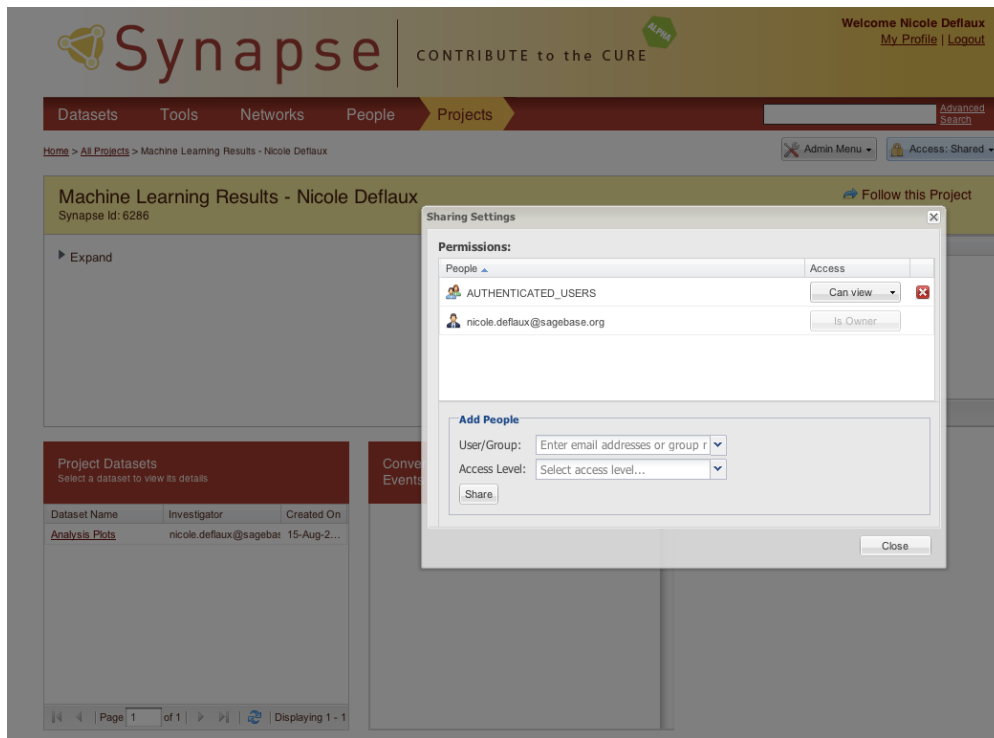 Synapse
CONTRIBUTE to the CURE
ALPHA
Welcome Nicole Deflaux
My Profile | Logout
Datasets Tools Networks People Projects
Advanced
Search
Home > All Projects > Machine Learning Results - Nicole Deflaux
Admin Menu
Access: Shared
Machine Learning Results - Nicole Deflaux
Synapse Id: 6286
Follow this Project
Expand
Sharing Settings
Permissions:
People Access
AUTHENTICATED_USERS Can view
nicole.deflaux@sagebase.org Is Owner
Add People
User/Group: Enter email addresses or group r
Access Level: Select access level...
Share
Close
Project Datasets
Select a dataset to view its details
Dataset Name Investigator Created On
Analysis Plots nicole.deflaux@sagebas 15-Aug-2...
Page 1 of 1 Displaying 1 - 1
Conve
Events